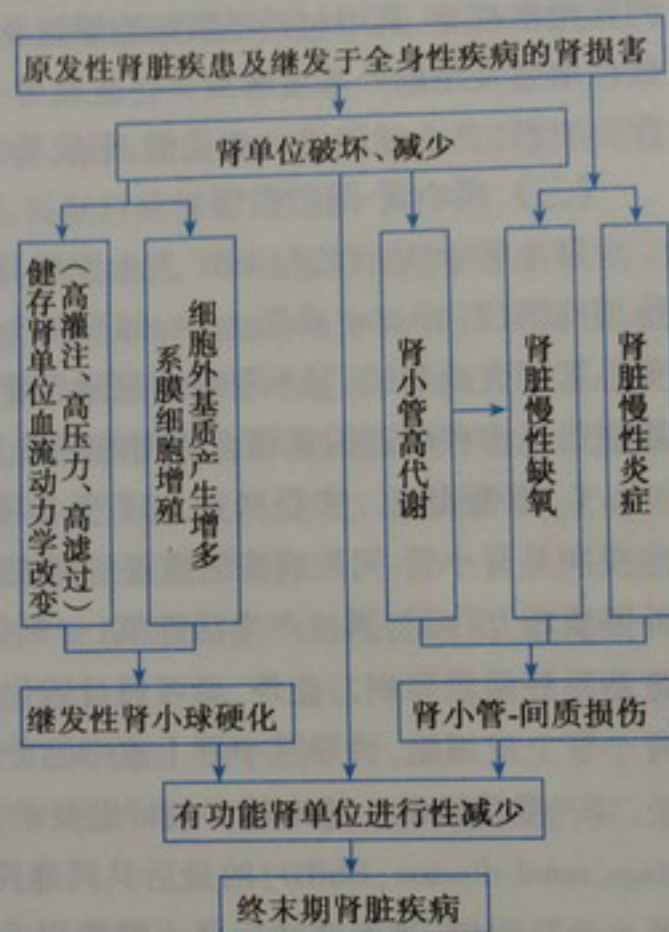 原发性肾脏疾患及继发于全身性疾病的肾损害
肾单位破坏、减少
健存肾单位血流动力学改变
（高灌注、高压力、高滤过）
系膜细胞增殖
细胞外基质产生增多
肾小管高代谢
肾脏慢性缺氧
肾脏慢性炎症
继发性肾小球硬化
肾小管-间质损伤
有功能肾单位进行性减少
终末期肾脏疾病